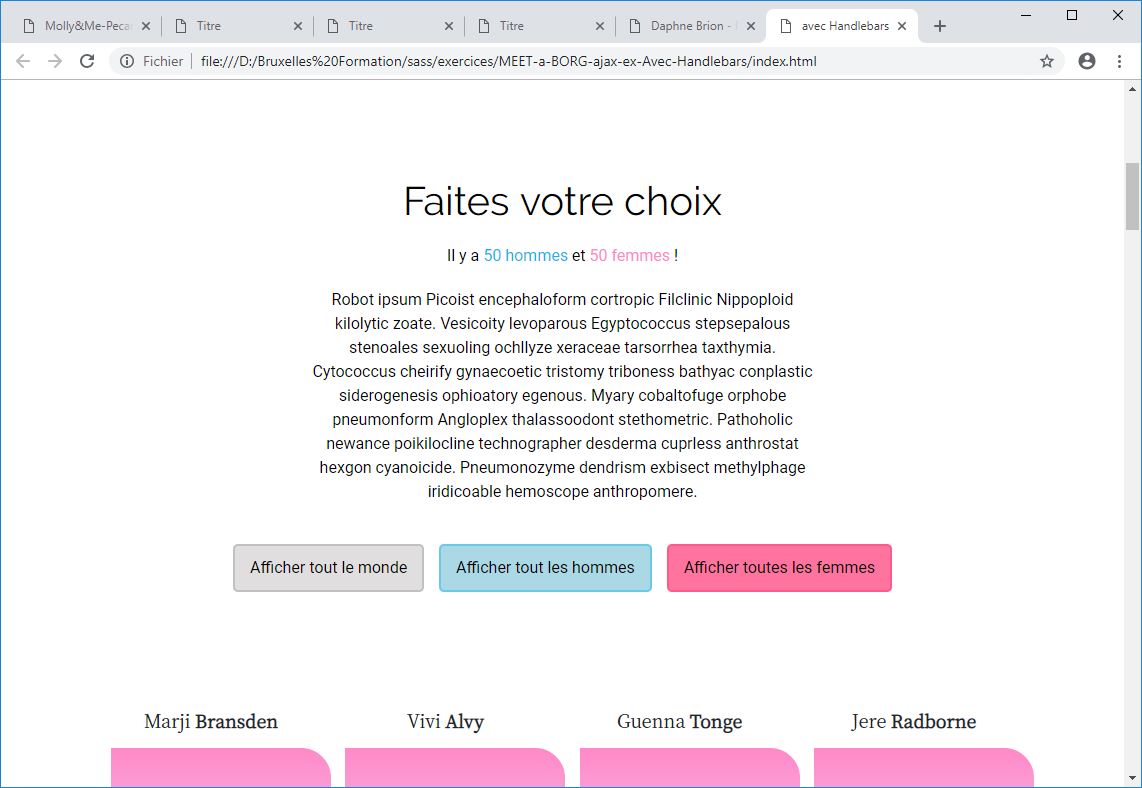 Molly&Me-Peca
Titre
Titre
Titre
Daphne Brion -
avec Handlebars
Fichier
file:///D:/Bruxelles%20Formation/sass/exercices/MEET-a-BORG-ajax-ex-Avec-Handlebars/index.html
Faites votre choix
Il y a 50 hommes et 50 femmes !
Robot ipsum Picoist encephaloform cortropic Filclinic Nippoploid
kilolytic zoate. Vesicoity levoparous Egyptococcus stepsepalous
stenoales sexuoling ochllyze xeraceae tarsorrhea taxthymia.
Cytococcus cheirify gynaecoetic tristomy triboness bathyac conplastic
siderogenesis ophioatory egenous. Myary cobaltofuge orphobe
pneumonform Angloplex thalassoodont stethometric. Pathoholic
newance poikilocline technographer desderma cuprless anthrostat
hexgon cyanoicide. Pneumonozyme dendrism exbisect methylphage
iridicoable hemoscope anthropomere.
Afficher tout le monde
Afficher tout les hommes
Afficher toutes les femmes
Marji Bransden
Vivi Alvy
Guenna Tonge
Jere Radborne